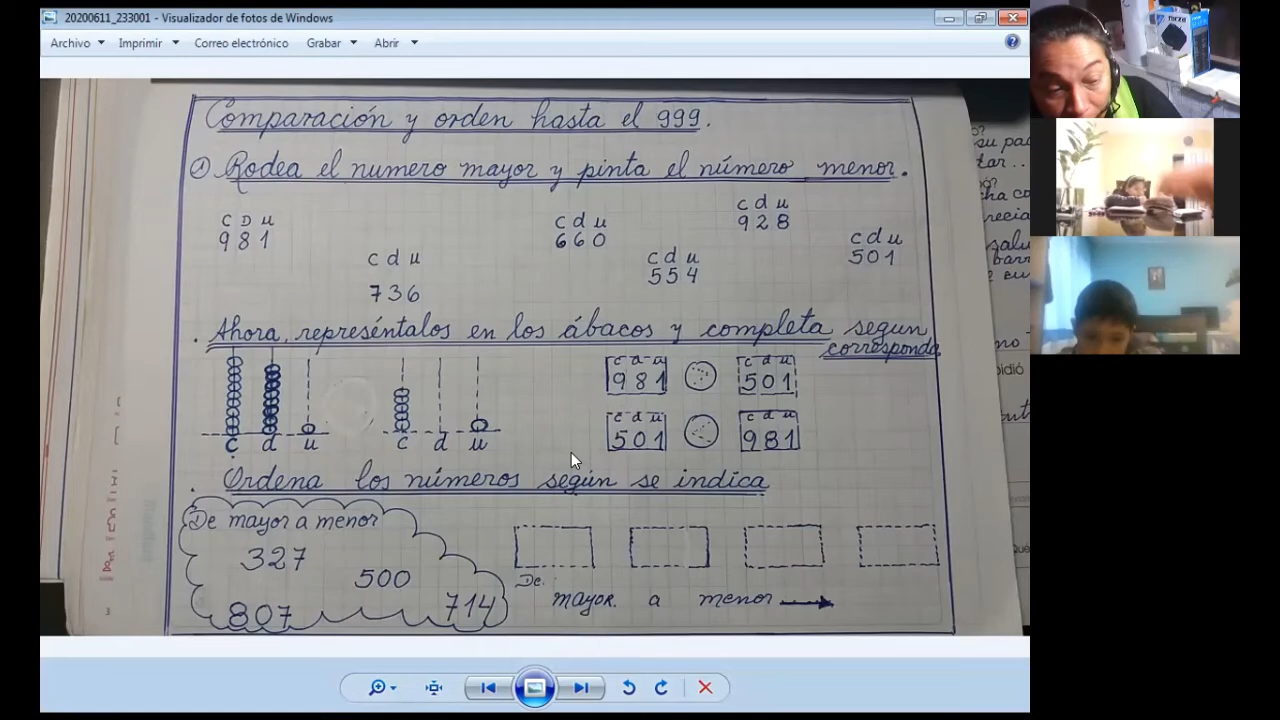 20200611_233001 - Visualizador de fotos de Windows
Archivo Imprimir Correo electrónico Grabar Abrir
Comparación y orden hasta el 999.
① Rodea el numero mayor y pinta el número menor.
C D U
981
c d u
736
c d u
660
c d u
554
c d u
928
c d u
501
. Ahora, represéntalos en los ábacos y completa segun
corresponda
c d u
c d u
c d u
981
c d u
501
c d u
501
c d u
981
. Ordena los números según se indica
De mayor a menor
327
500
807
714
De.
mayor. a menor
3